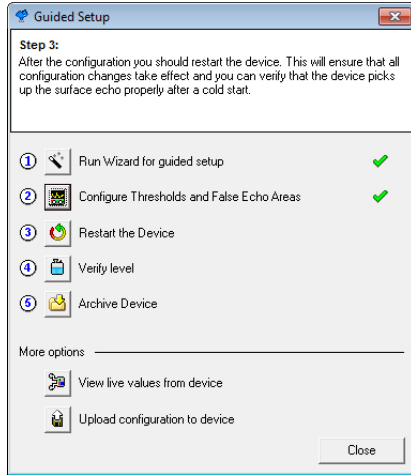 Guided Setup
Step 3:
After the configuration you should restart the device. This will ensure that all
configuration changes take effect and you can verify that the device picks
up the surface echo properly after a cold start.
1 Run Wizard for guided setup
2 Configure Thresholds and False Echo Areas
3 Restart the Device
4 Verify level
5 Archive Device
More options
View live values from device
Upload configuration to device
Close